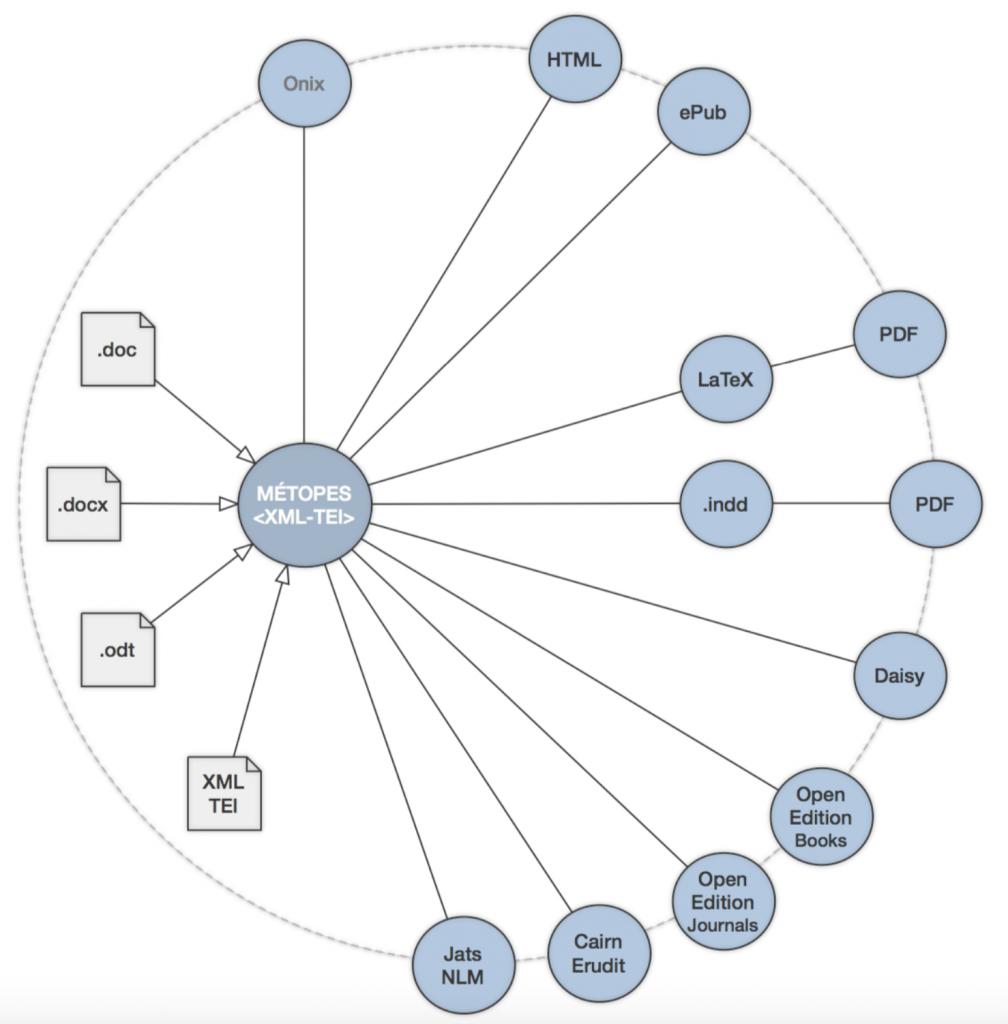 HTML
Onix
ePub
PDF
.doc
LaTeX
MÉTOPES
<XML-TEI>
.docx
.indd
PDF
.odt
Daisy
XML
TEI
Open
Edition
Books
Open
Edition
Journals
Cairn
Erudit
Jats
NLM